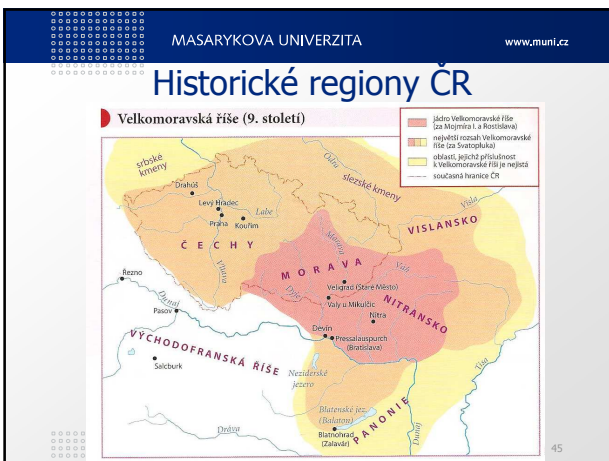 MASARYKOVA UNIVERZITA
www.muni.cz
Historické regiony ČR
Velkomoravská říše (9. století)
jádro Velkomoravské říše
(za Mojmíra I. a Rostislava)
největší rozsah Velkomoravské
říše (za Svatopluka)
oblasti, jejichž příslušnost
k Velkomoravské říši je nejistá
současná hranice ČR
srbské
kmeny
Odra
slezské kmeny
Visla
Drahúš
Levý Hradec
Praha
Kouřim
Labe
VISLANSKO
ČECHY
Vltava
Morava
MORAVA
Váh
Řezno
Veligrad (Staré Město)
Dyje
Valy u Mikulčic
NITRANSKO
Dunaj
Pasov
Nitra
Děvín
Pressalauspurch
(Bratislava)
VÝCHODOFRANSKÁ ŘÍŠE
Salcburk
Neziderské
jezero
Tisa
Blatenské jez.
(Balaton)
PANONIE
Dráva
Blatnohrad
(Zalavár)
Dunaj
45